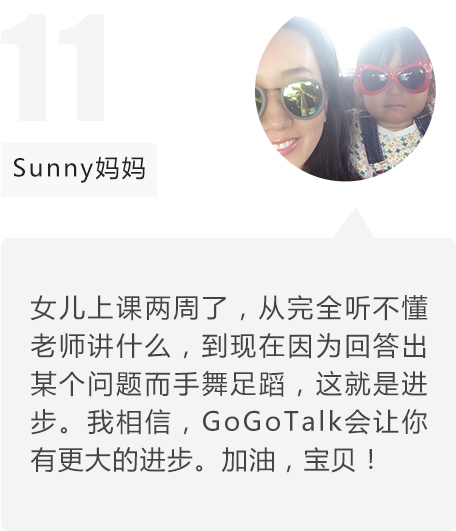 11
Sunny妈妈
女儿上课两周了，从完全听不懂
老师讲什么，到现在因为回答出
某个问题而手舞足蹈，这就是进
步。我相信，GoGoTalk会让你
有更大的进步。加油，宝贝！